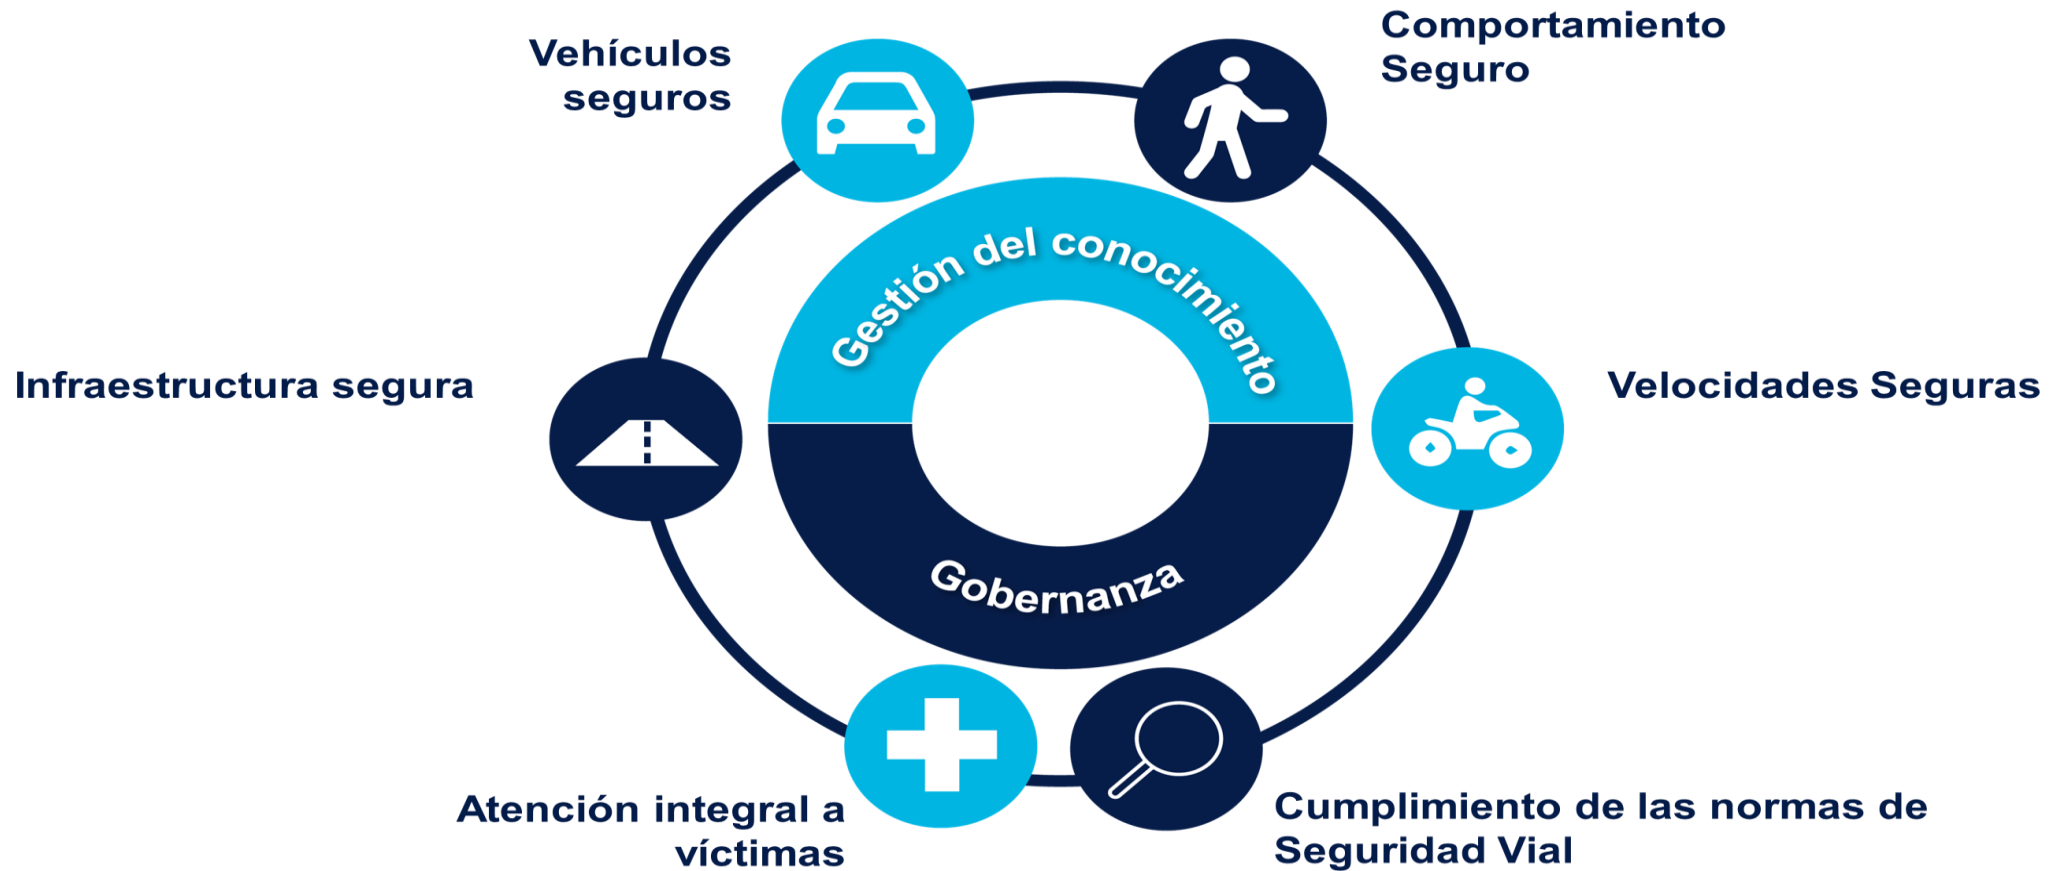 Vehículos
seguros
Comportamiento
Seguro
Gestión del conocimiento
Infraestructura segura
Velocidades Seguras
Gobernanza
Atención integral a
víctimas
Cumplimiento de las normas de
Seguridad Vial